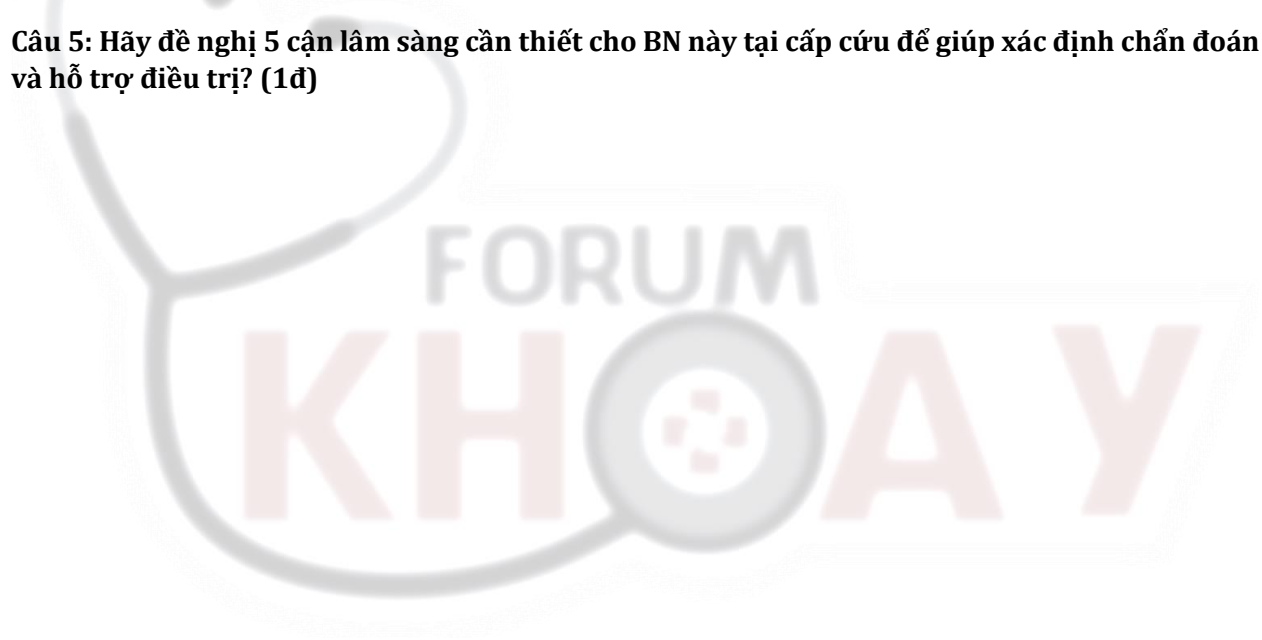 Câu 5: Hãy đề nghị 5 cận lâm sàng cần thiết cho BN này tại cấp cứu để giúp xác định chẩn đoán
và hỗ trợ điều trị? (1đ)
FORUM
KHOA Y